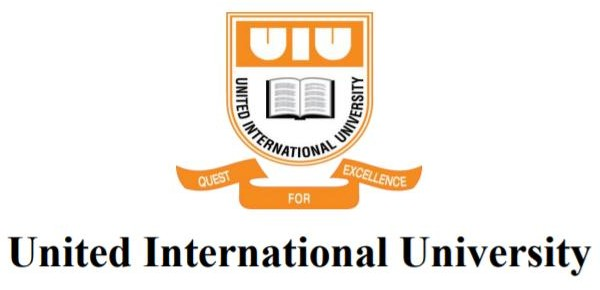 UIU
UNITED INTERNATIONAL UNIVERSITY
QUEST
FOR
EXCELLENCE
United International University